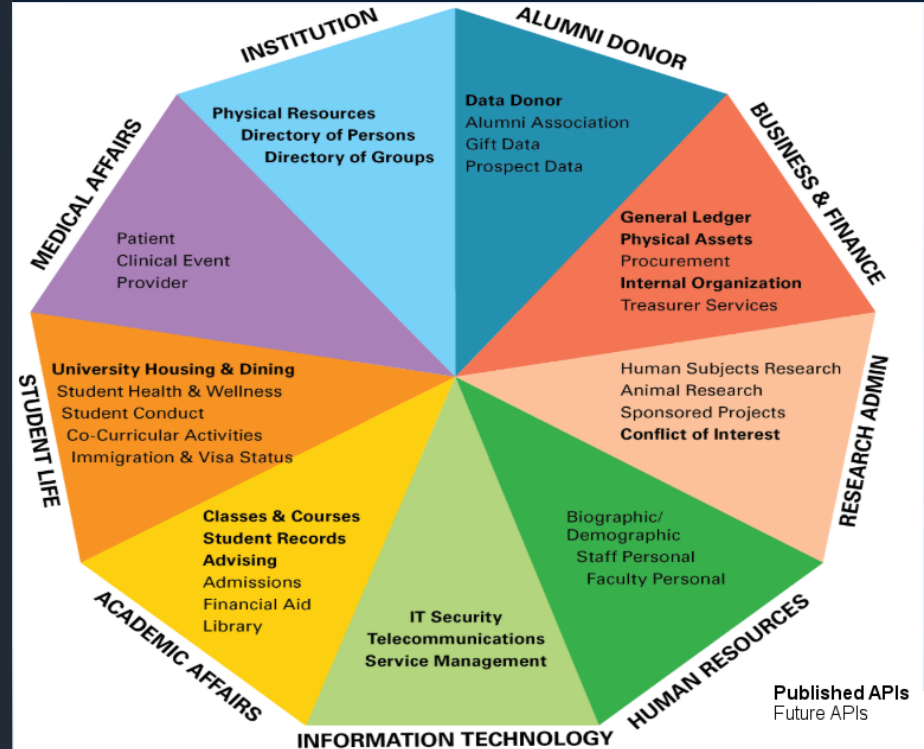 INSTITUTION
Physical Resources
Directory of Persons
Directory of Groups
ALUMNI DONOR
Data Donor
Alumni Association
Gift Data
Prospect Data
BUSINESS & FINANCE
General Ledger
Physical Assets
Procurement
Internal Organization
Treasurer Services
RESEARCH ADMIN
Human Subjects Research
Animal Research
Sponsored Projects
Conflict of Interest
HUMAN RESOURCES
Biographic/
Demographic
Staff Personal
Faculty Personal
INFORMATION TECHNOLOGY
IT Security
Telecommunications
Service Management
ACADEMIC AFFAIRS
Classes & Courses
Student Records
Advising
Admissions
Financial Aid
Library
STUDENT LIFE
University Housing & Dining
Student Health & Wellness
Student Conduct
Co-Curricular Activities
Immigration & Visa Status
MEDICAL AFFAIRS
Patient
Clinical Event
Provider
Published APIs
Future APIs